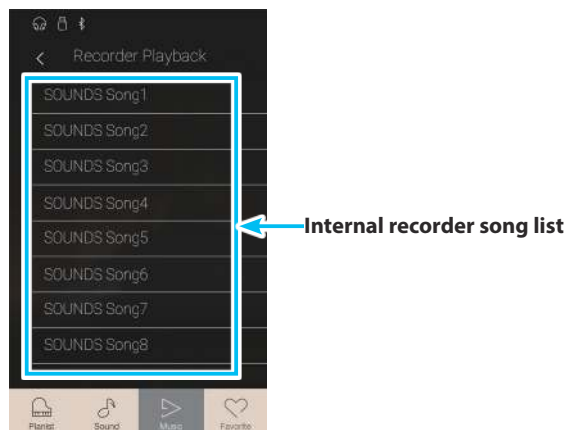 Recorder Playback
SOUNDS Song1
SOUNDS Song2
SOUNDS Song3
SOUNDS Song4
Internal recorder song list
SOUNDS Song5
SOUNDS Song6
SOUNDS Song7
SOUNDS Song8
Pianist Sound Music Favorite